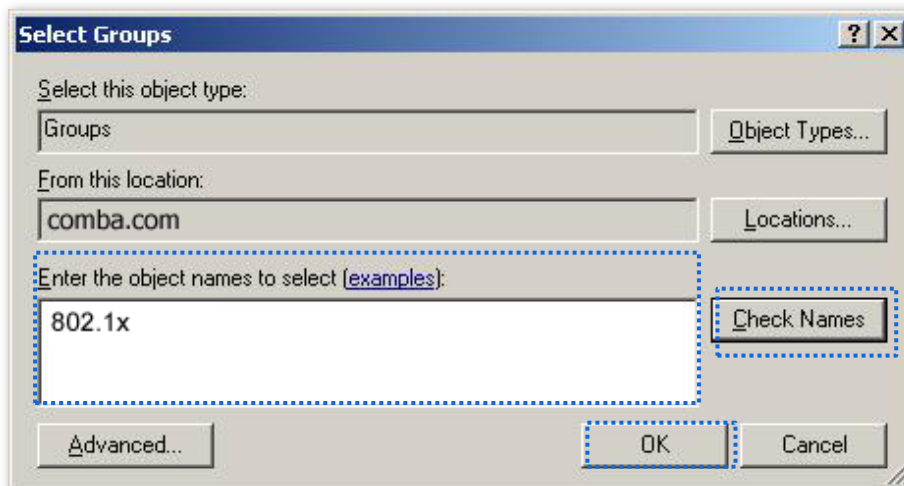 Select Groups
Select this object type:
Groups
Object Types...
From this location:
comba.com
Locations...
Enter the object names to select (examples):
802.1x
Check Names
Advanced...
OK
Cancel